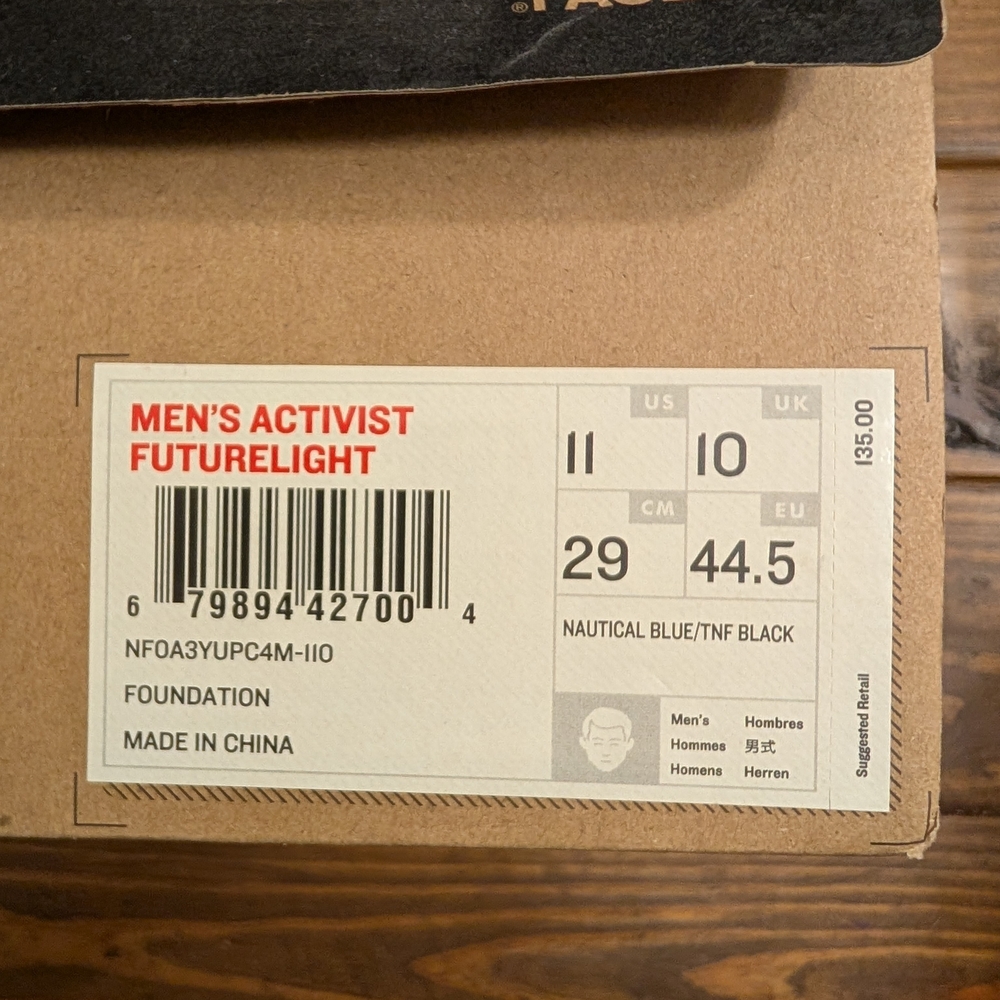 ®
MEN'S ACTIVIST
FUTURELIGHT
6 79894 42700 4
NF0A3YUPC4M-110
FOUNDATION
MADE IN CHINA
US
11
UK
10
CM
29
EU
44.5
NAUTICAL BLUE/TNF BLACK
Men's Hombres
Hommes 男式
Homens Herren
135.00
Suggested Retail